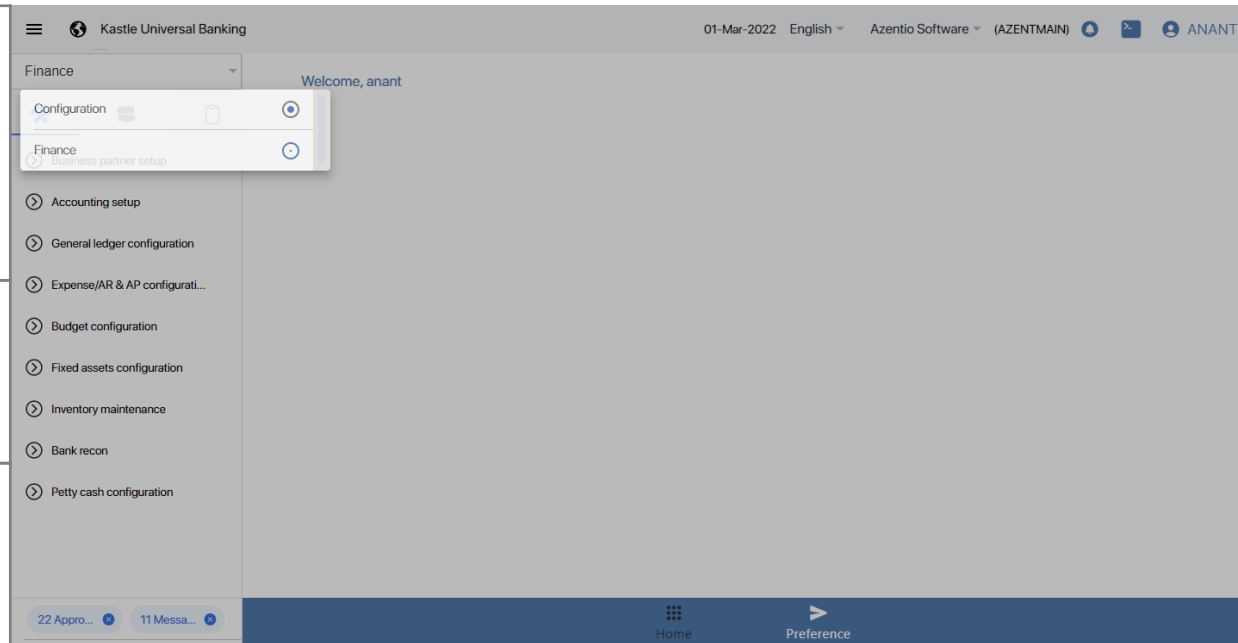 Kastle Universal Banking 01-Mar-2022 English Azentio Software (AZENTMAIN) ANANT
Finance
Welcome, anant
Configuration
Finance
Business partner setup
Accounting setup
General ledger configuration
Expense/AR & AP configurati...
Budget configuration
Fixed assets configuration
Inventory maintenance
Bank recon
Petty cash configuration
22 Appro... 11 Messa...
Home Preference